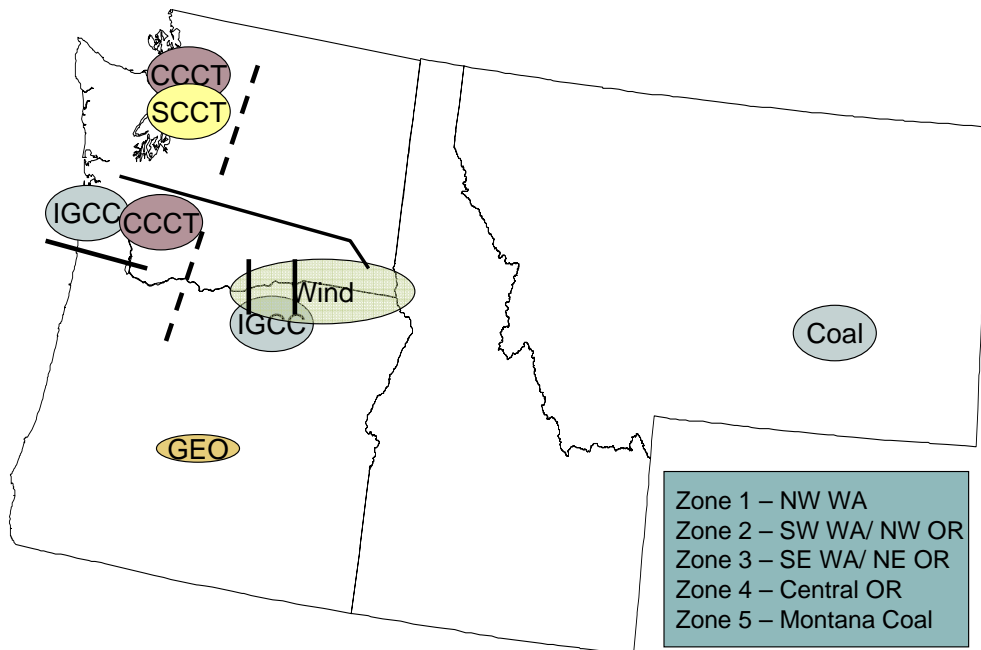 CCCT
SCCT
IGCC
CCCT
Wind
IGCC
Coal
GEO
Zone 1 – NW WA
Zone 2 – SW WA/ NW OR
Zone 3 – SE WA/ NE OR
Zone 4 – Central OR
Zone 5 – Montana Coal